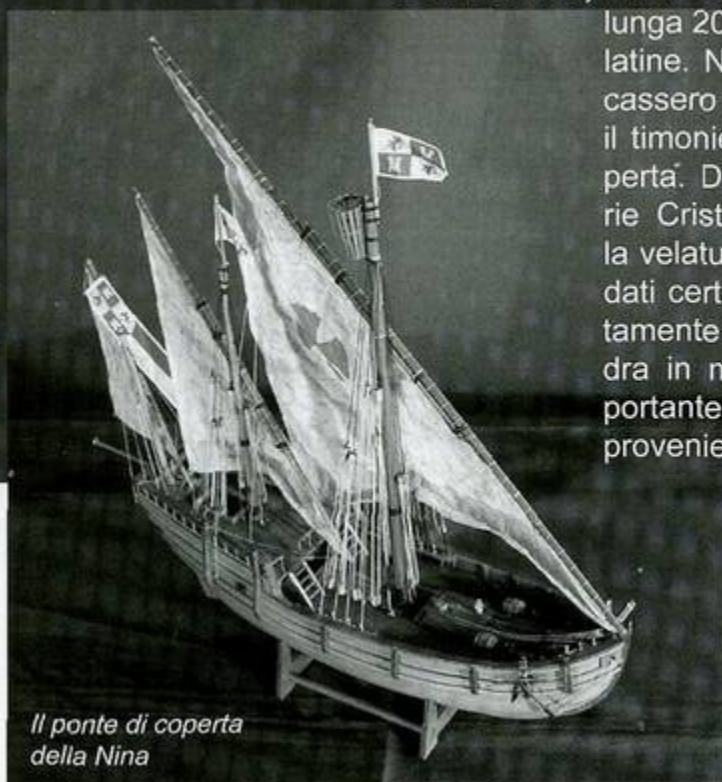 lunga 20
latine. N
cassero
il timonie
perta. D
rie Crist
la velatu
dati cert
tamente
dra in n
portante
provenie
Il ponte di coperta
della Nina